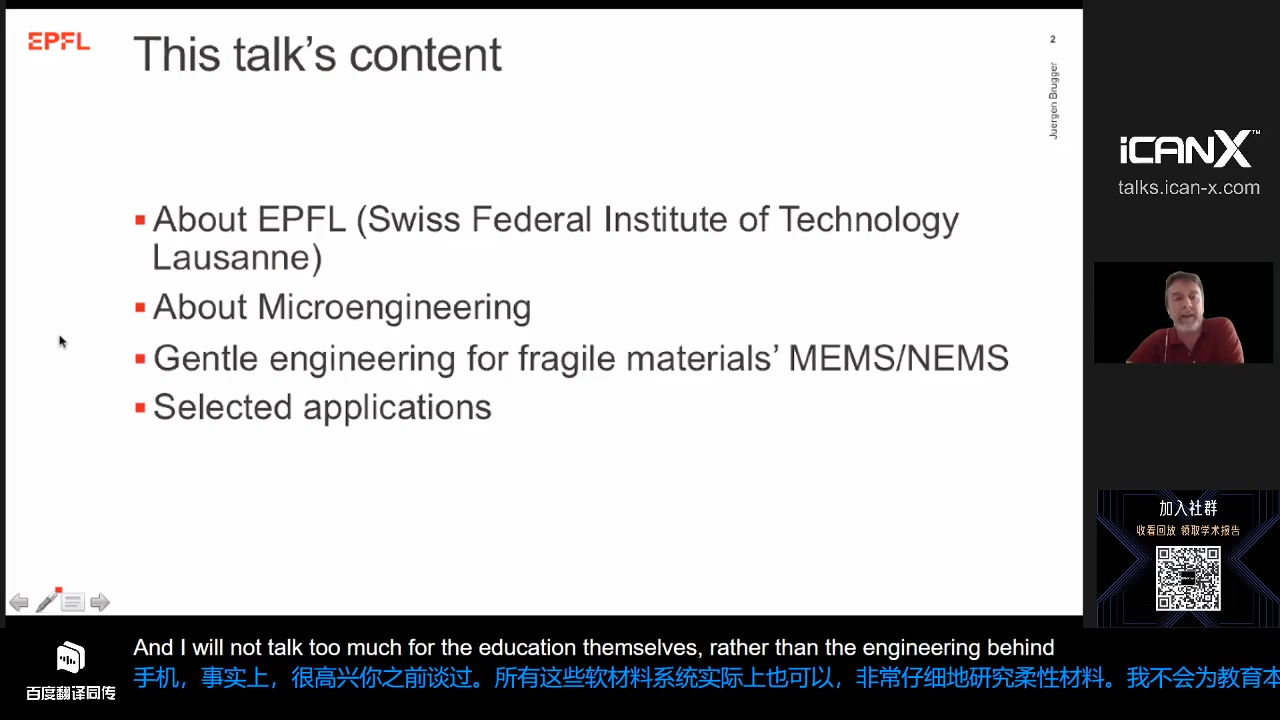 EPFL
This talk's content
2
Juergen Brugger
▪ About EPFL (Swiss Federal Institute of Technology
Lausanne)
▪ About Microengineering
▪ Gentle engineering for fragile materials' MEMS/NEMS
▪ Selected applications
iCANX™
talks.ican-x.com
加入社群
收看回放 领取学术报告
百度翻译同传
And I will not talk too much for the education themselves, rather than the engineering behind
手机，事实上，很高兴你之前谈过。所有这些软材料系统实际上也可以，非常仔细地研究柔性材料。我不会为教育本